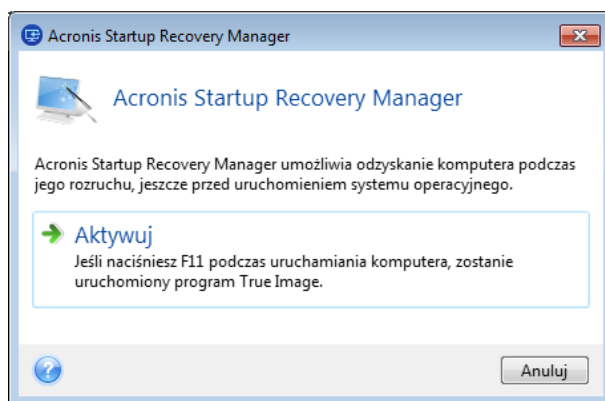 Acronis Startup Recovery Manager
Acronis Startup Recovery Manager
Acronis Startup Recovery Manager umożliwia odzyskanie komputera podczas
jego rozruchu, jeszcze przed uruchomieniem systemu operacyjnego.
Aktywuj
Jeśli naciśniesz F11 podczas uruchamiania komputera, zostanie
uruchomiony program True Image.
Anuluj